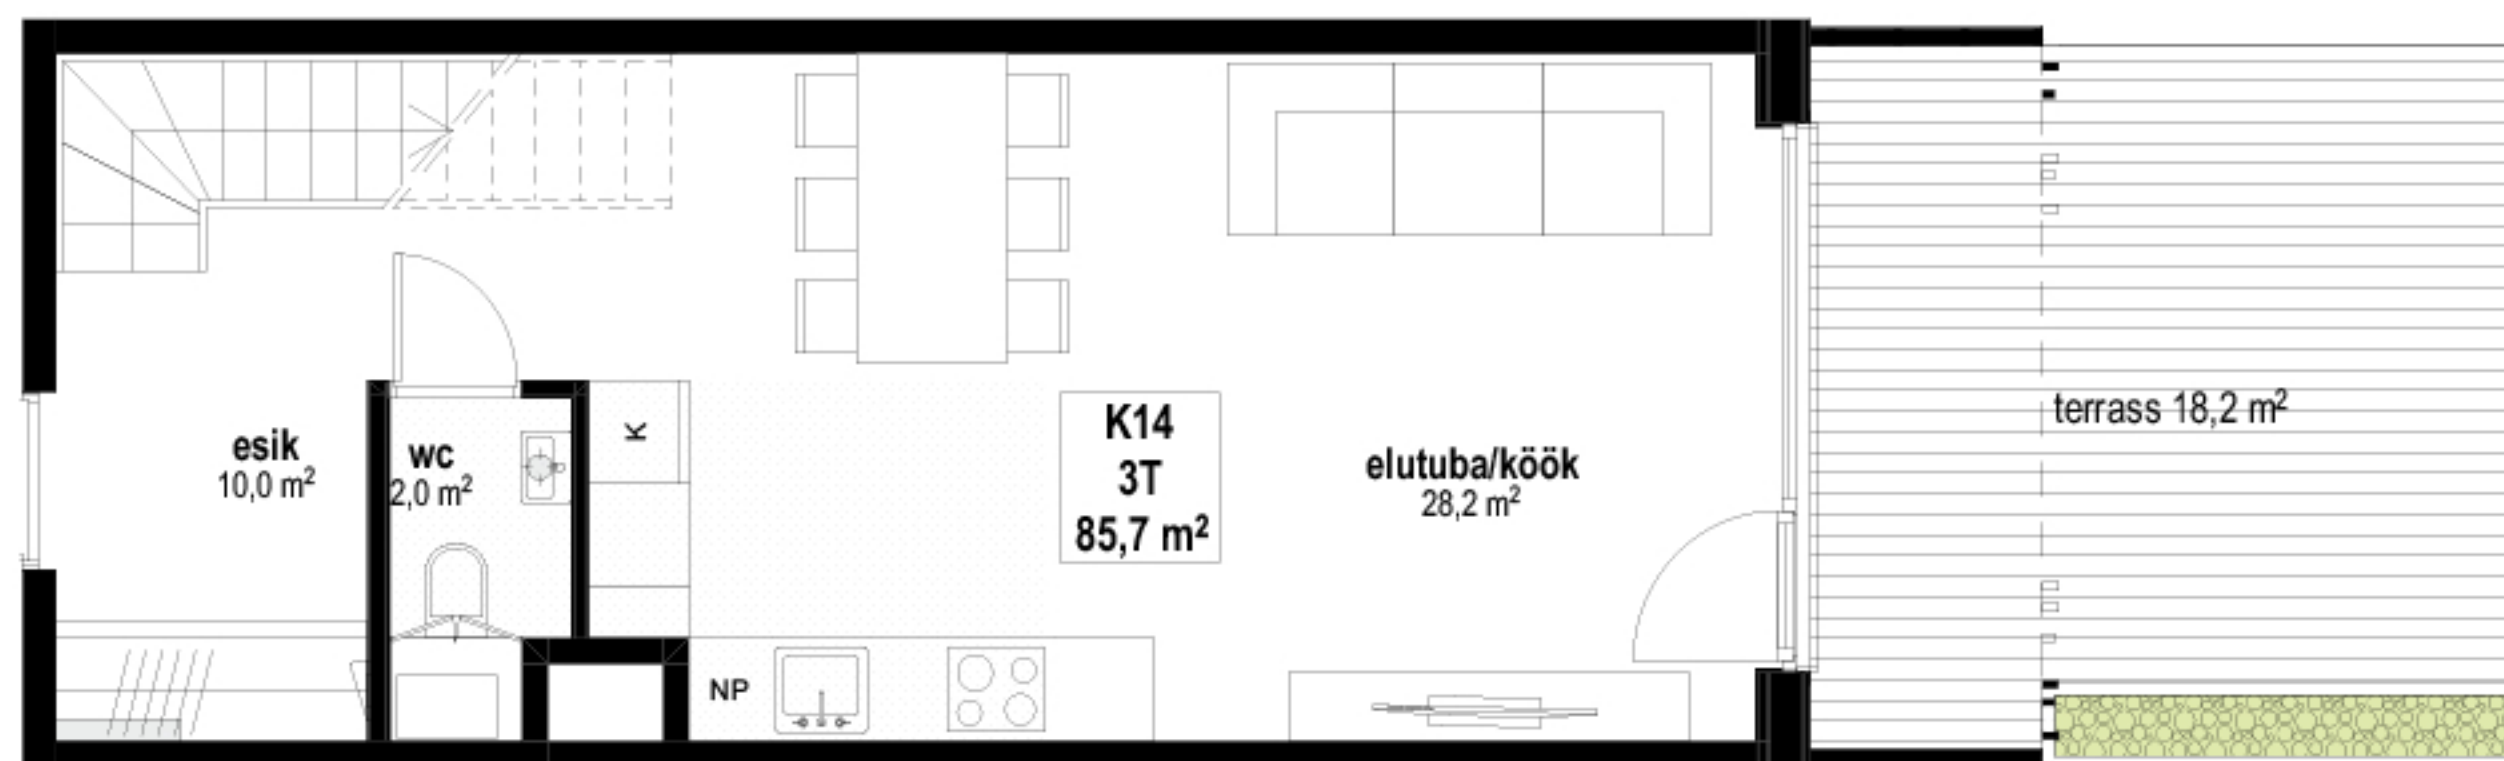 esik
10,0 m²
wc
2,0 m²
K
NP
K14
3T
85,7 m²
elutuba/köök
28,2 m²
terrass 18,2 m²